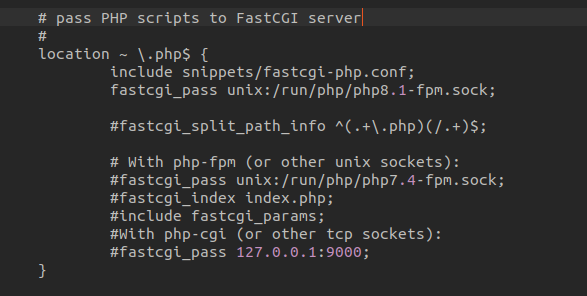 # pass PHP scripts to FastCGI server
#
location ~ \.php$ {
include snippets/fastcgi-php.conf;
fastcgi_pass unix:/run/php/php8.1-fpm.sock;
#fastcgi_split_path_info ^(.+\.php)(/.+)$;
# With php-fpm (or other unix sockets):
#fastcgi_pass unix:/run/php/php7.4-fpm.sock;
#fastcgi_index index.php;
#include fastcgi_params;
#With php-cgi (or other tcp sockets):
#fastcgi_pass 127.0.0.1:9000;
}